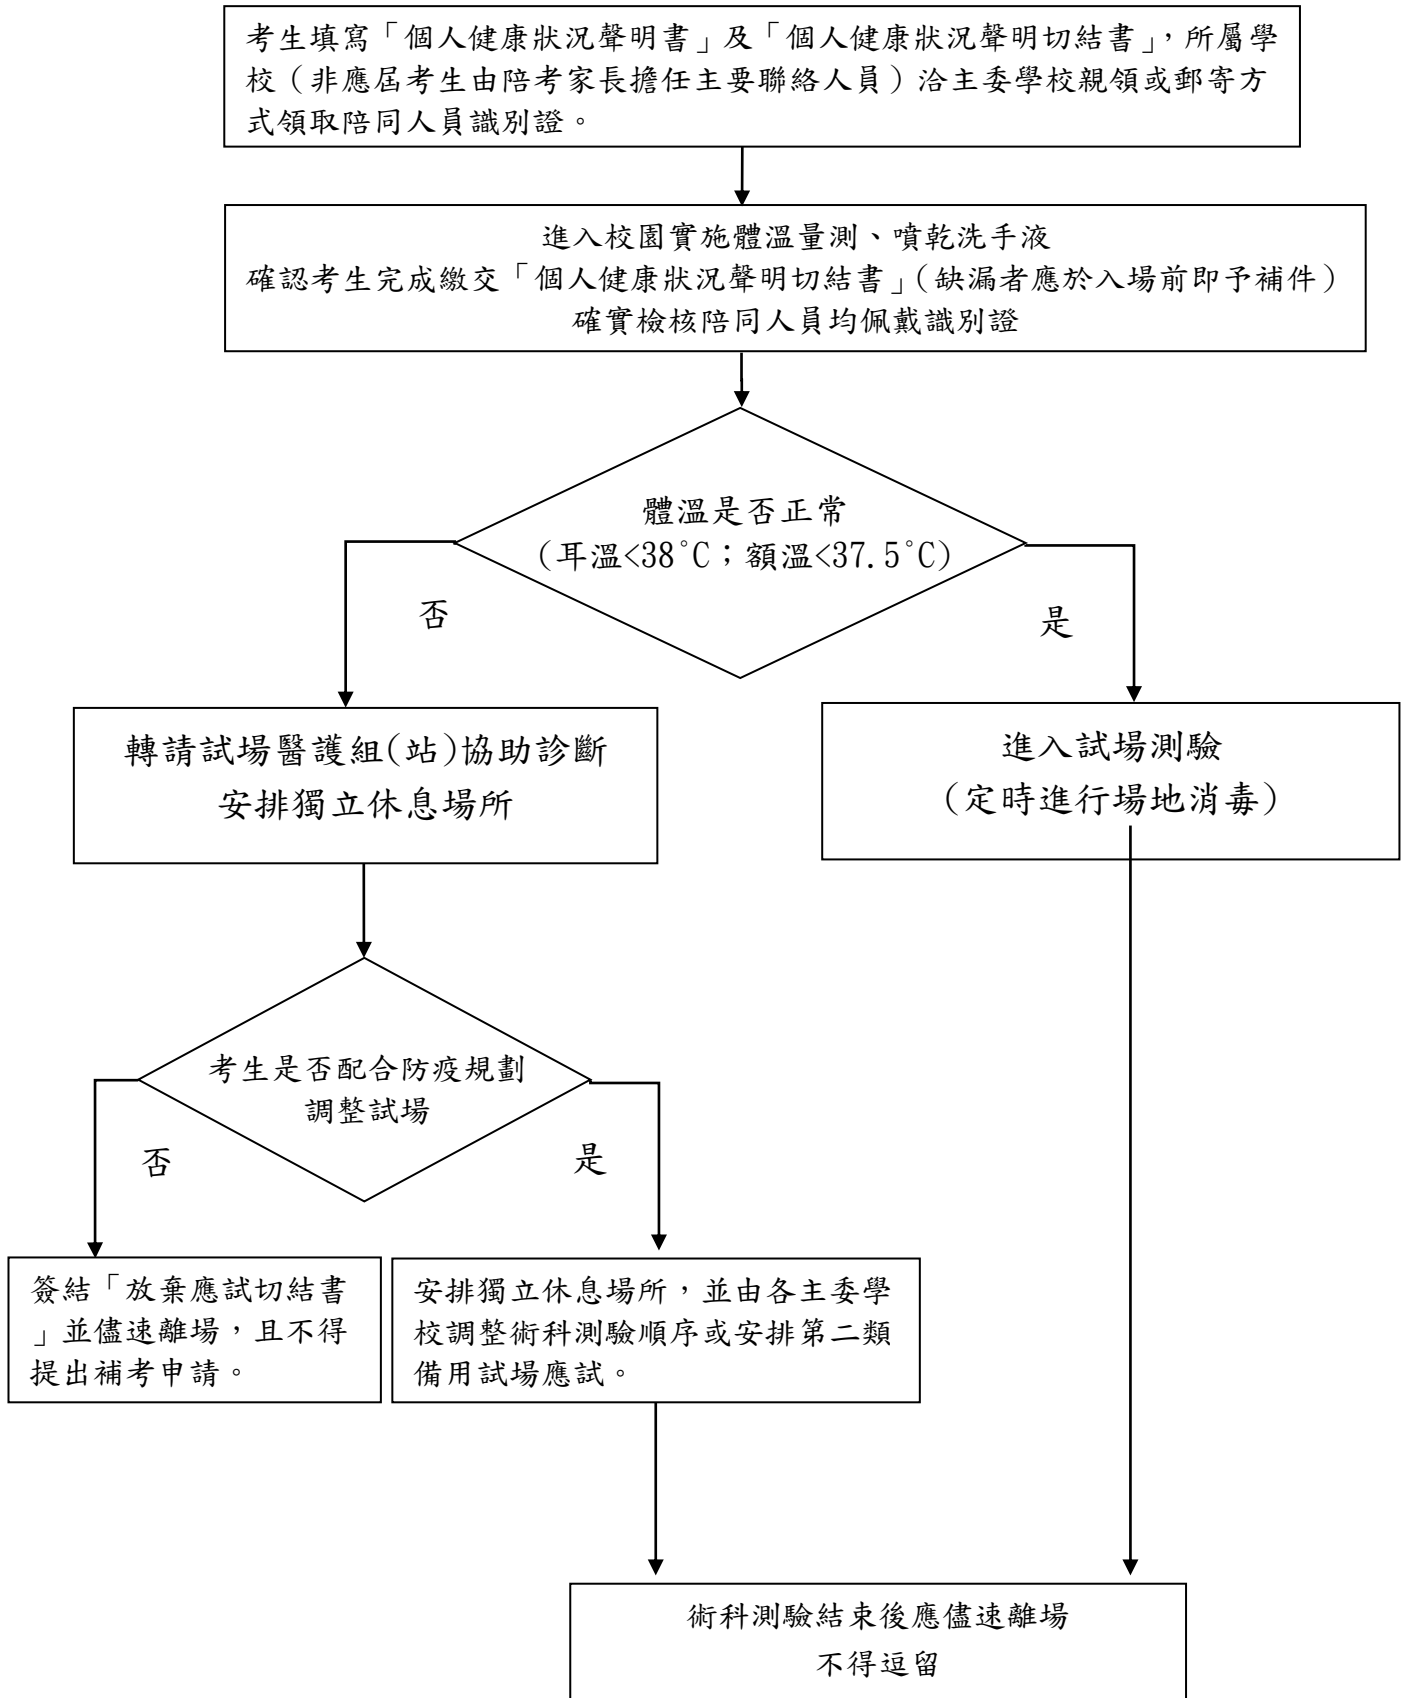 考生填寫「個人健康狀況聲明書」及「個人健康狀況聲明切結書」，所屬學
校（非應屆考生由陪考家長擔任主要聯絡人員）洽主委學校親領或郵寄方
式領取陪同人員識別證。
進入校園實施體溫量測、噴乾洗手液
確認考生完成繳交「個人健康狀況聲明切結書」（缺漏者應於入場前即予補件）
確實檢核陪同人員均佩戴識別證
體溫是否正常
（耳溫<38°C；額溫<37.5°C）
否
是
轉請試場醫護組(站)協助診斷
安排獨立休息場所
進入試場測驗
（定時進行場地消毒）
考生是否配合防疫規劃
調整試場
否
是
簽結「放棄應試切結書
」並儘速離場，且不得
提出補考申請。
安排獨立休息場所，並由各主委學
校調整術科測驗順序或安排第二類
備用試場應試。
術科測驗結束後應儘速離場
不得逗留